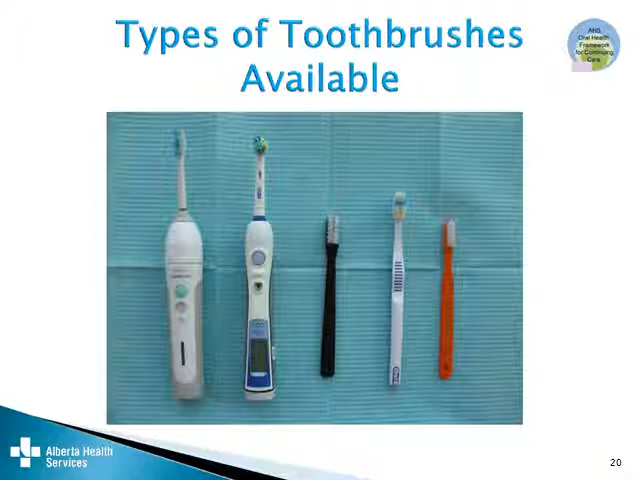 Types of Toothbrushes
Available
AHS
Oral Health
Framework
for Continuing
Care
Alberta Health
Services
20